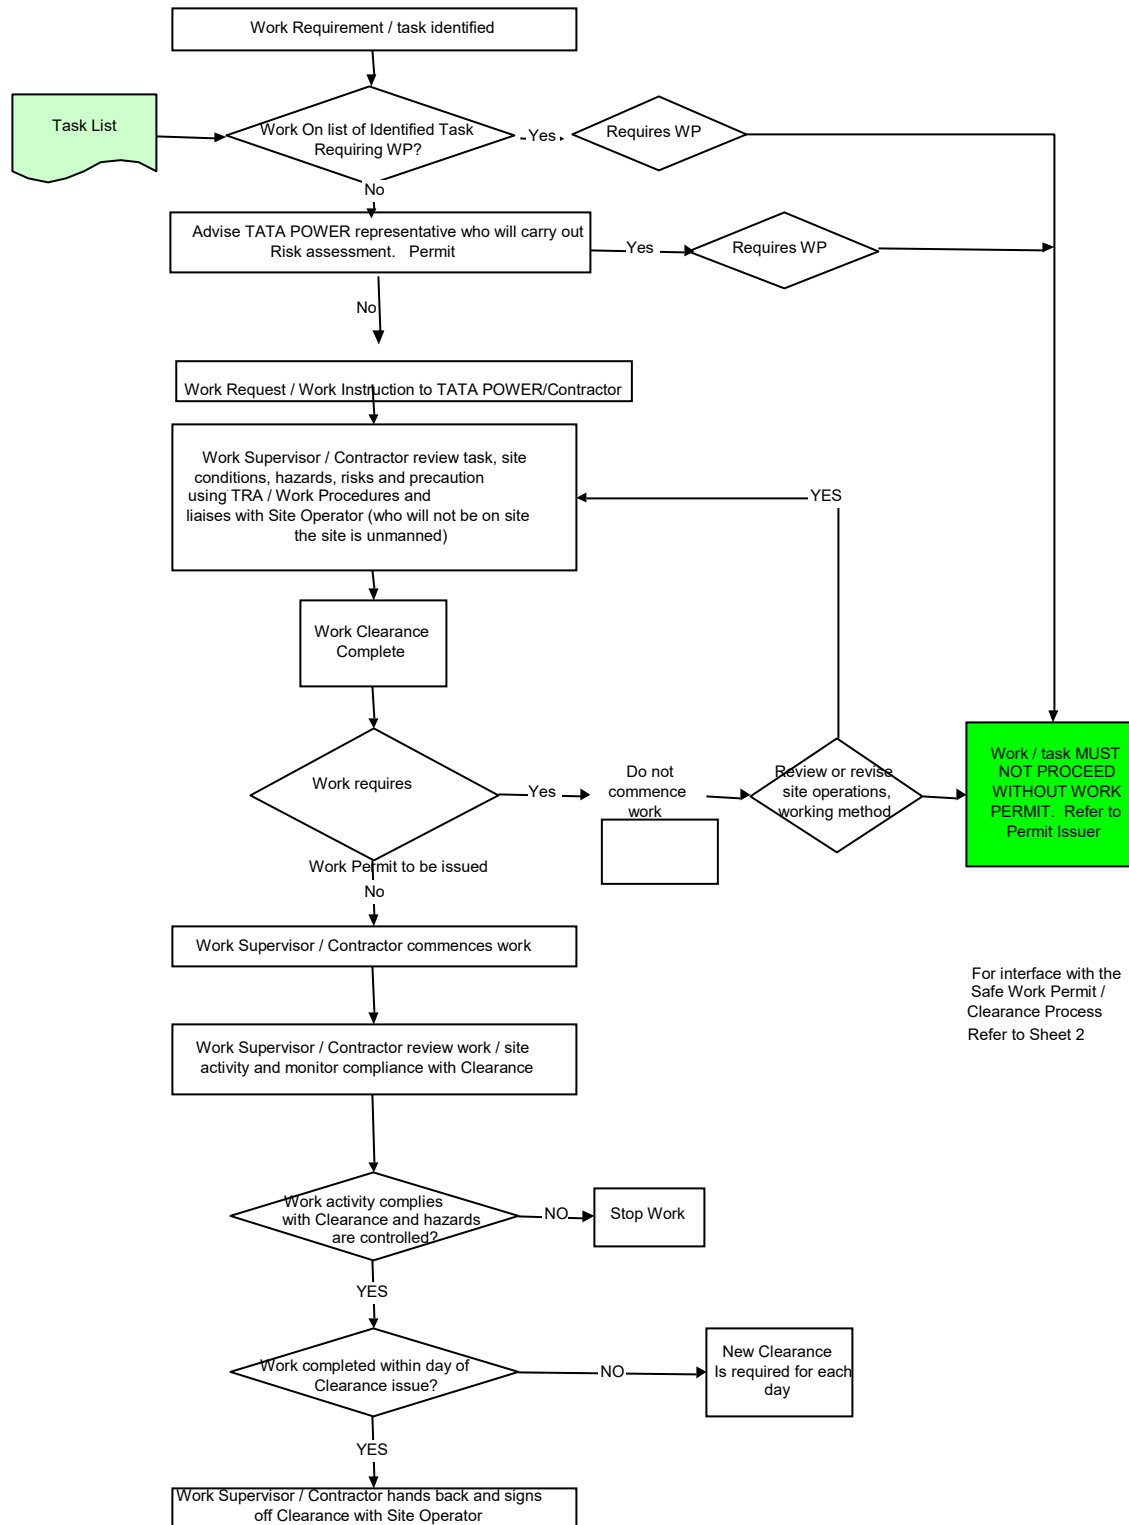 Work Requirement / task identified
Task List
Work On list of Identified Task
Requiring WP?
Yes
Requires WP
No
Advise TATA POWER representative who will carry out
Risk assessment.   Permit
Yes
Requires WP
No
Work Request / Work Instruction to TATA POWER/Contractor
Work Supervisor / Contractor review task, site
conditions, hazards, risks and precaution
using TRA / Work Procedures and
liaises with Site Operator (who will not be on site
the site is unmanned)
YES
Work Clearance
Complete
Work requires
Yes
Do not
commence
work
Review or revise
site operations,
working method
Work / task MUST
NOT PROCEED
WITHOUT WORK
PERMIT.  Refer to
Permit Issuer
Work Permit to be issued
No
Work Supervisor / Contractor commences work
For interface with the
Safe Work Permit /
Clearance Process
Refer to Sheet 2
Work Supervisor / Contractor review work / site
activity and monitor compliance with Clearance
Work activity complies
with Clearance and hazards
are controlled?
NO
Stop Work
YES
Work completed within day of
Clearance issue?
NO
New Clearance
Is required for each
day
YES
Work Supervisor / Contractor hands back and signs
off Clearance with Site Operator